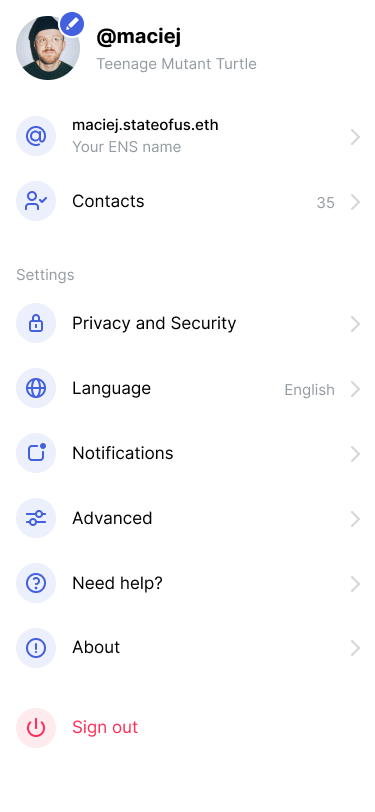 @maciej
Teenage Mutant Turtle
maciej.stateofus.eth
Your ENS name
Contacts 35
Settings
Privacy and Security
Language English
Notifications
Advanced
Need help?
About
Sign out